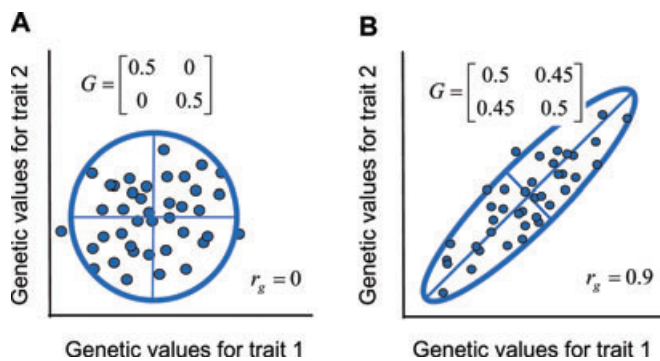 A
Genetic values for trait 2
G = [0.5 0
0 0.5]
r_g = 0
Genetic values for trait 1
B
Genetic values for trait 2
G = [0.5 0.45
0.45 0.5]
r_g = 0.9
Genetic values for trait 1